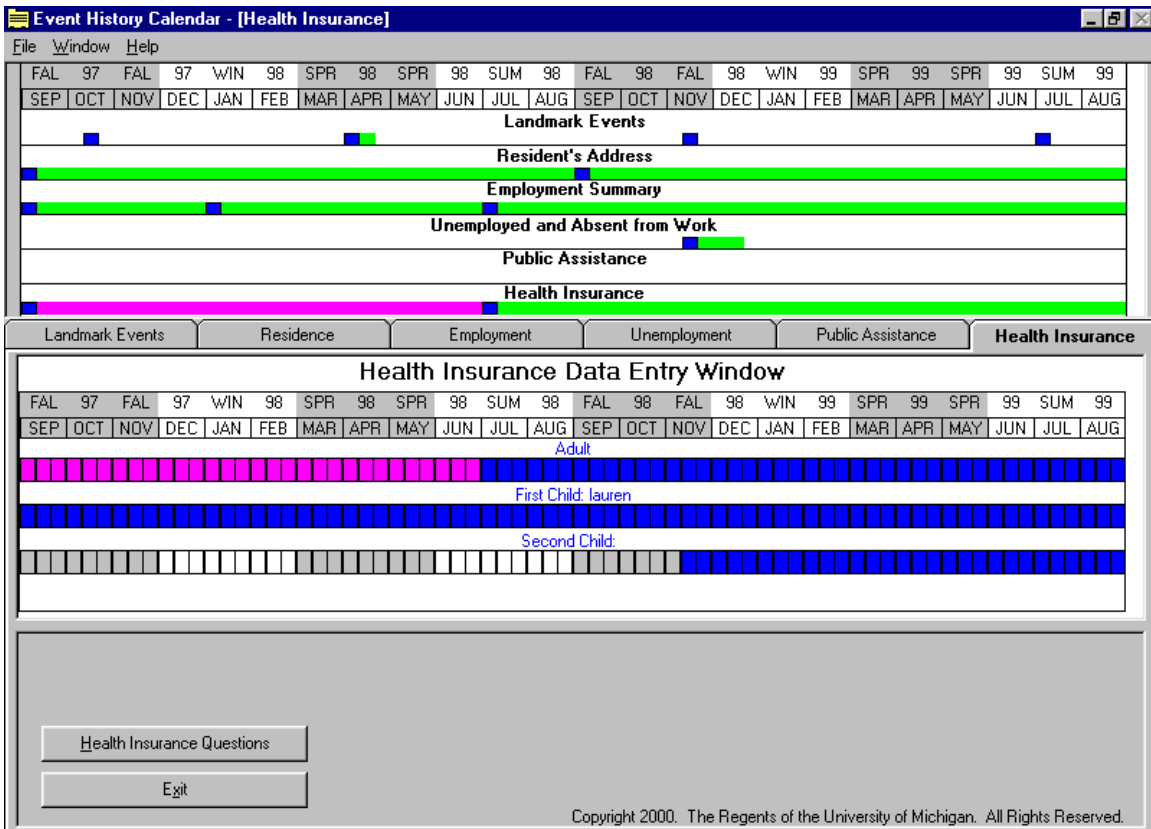 Event History Calendar - [Health Insurance]
File Window Help
FAL 97 FAL 97 WIN 98 SPR 98 SPR 98 SUM 98 FAL 98 FAL 98 WIN 99 SPR 99 SPR 99 SUM 99
SEP OCT NOV DEC JAN FEB MAR APR MAY JUN JUL AUG SEP OCT NOV DEC JAN FEB MAR APR MAY JUN JUL AUG
Landmark Events
Resident's Address
Employment Summary
Unemployed and Absent from Work
Public Assistance
Health Insurance
Landmark Events Residence Employment Unemployment Public Assistance Health Insurance
Health Insurance Data Entry Window
FAL 97 FAL 97 WIN 98 SPR 98 SPR 98 SUM 98 FAL 98 FAL 98 WIN 99 SPR 99 SPR 99 SUM 99
SEP OCT NOV DEC JAN FEB MAR APR MAY JUN JUL AUG SEP OCT NOV DEC JAN FEB MAR APR MAY JUN JUL AUG
Adult
First Child: lauren
Second Child:
Health Insurance Questions
Exit
Copyright 2000. The Regents of the University of Michigan. All Rights Reserved.